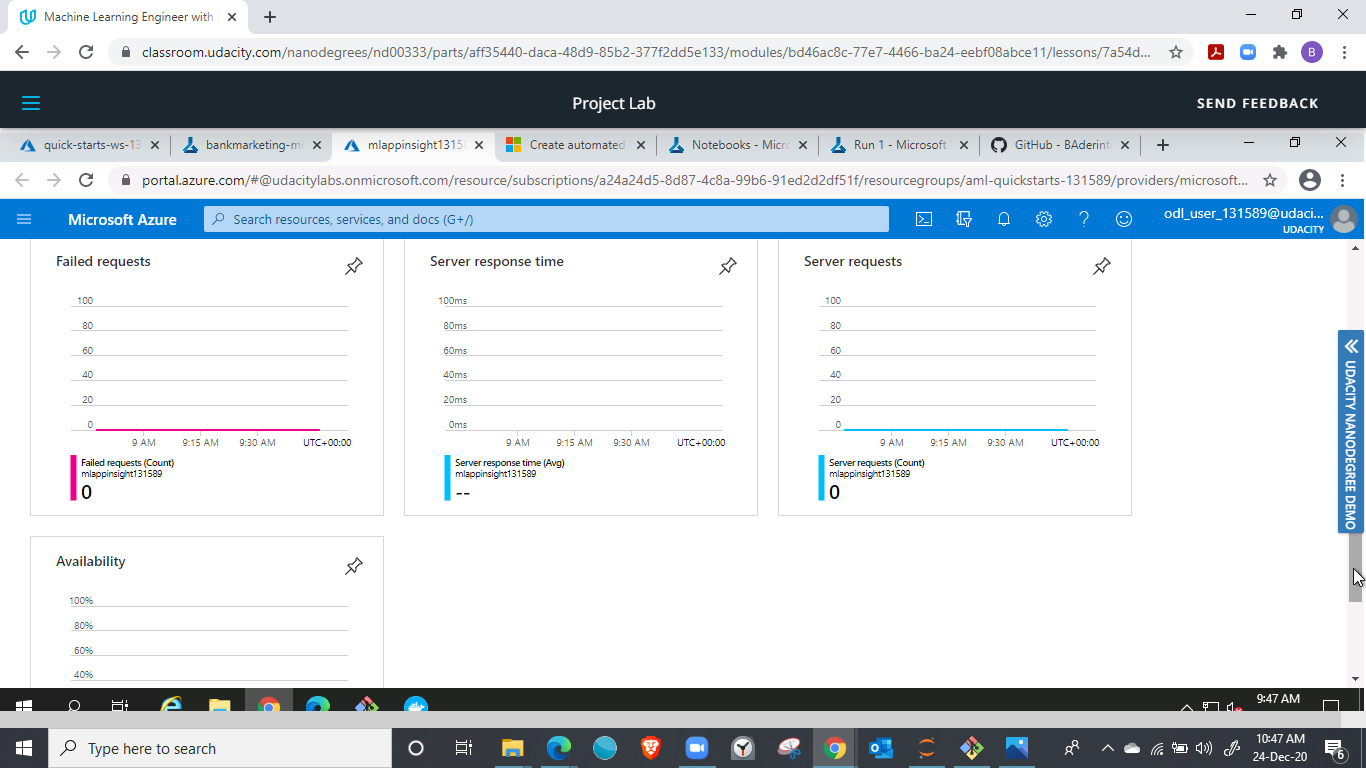 Machine Learning Engineer with
classroom.udacity.com/nanodegrees/nd00333/parts/aff35440-daca-48d9-85b2-377f2dd5e133/modules/bd46ac8c-77e7-4466-ba24-eebf08abce11/lessons/7a54d...
B
Project Lab
SEND FEEDBACK
quick-starts-ws-13
bankmarketing-mo
mlappinsight1315
Create automated
Notebooks - Micro
Run 1 - Microsoft
GitHub - BAderint
portal.azure.com/#@udacitylabs.onmicrosoft.com/resource/subscriptions/a24a24d5-8d87-4c8a-99b6-91ed2d2df51f/resourcegroups/aml-quickstarts-131589/providers/microsoft...
Microsoft Azure
Search resources, services, and docs (G+/)
odl_user_131589@udaci...
UDACITY
Failed requests
100
80
60
40
20
0
9 AM 9:15 AM 9:30 AM UTC+00:00
Failed requests (Count)
mlappinsight131589
0
Server response time
100ms
80ms
60ms
40ms
20ms
0ms
9 AM 9:15 AM 9:30 AM UTC+00:00
Server response time (Avg)
mlappinsight131589
--
Server requests
100
80
60
40
20
0
9 AM 9:15 AM 9:30 AM UTC+00:00
Server requests (Count)
mlappinsight131589
0
UDACITY NANODEGREE DEMO
Availability
100%
80%
60%
40%
9:47 AM
Type here to search
10:47 AM
24-Dec-20
6